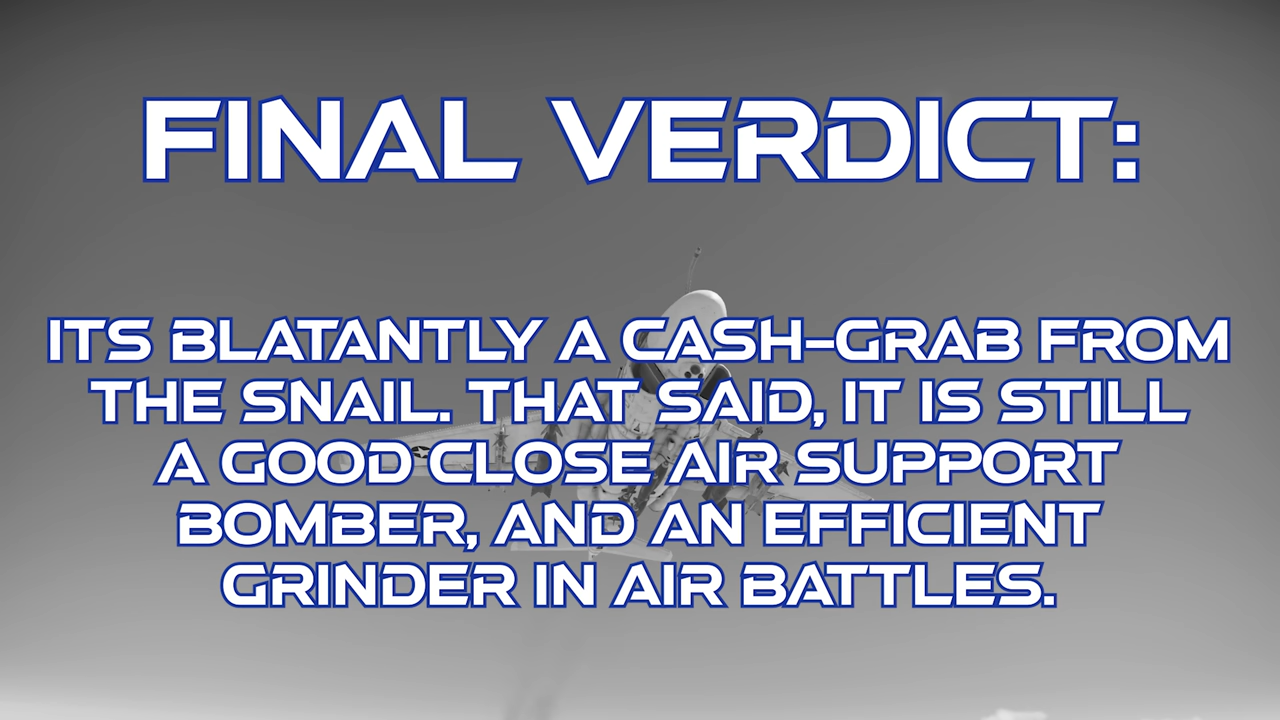 FINAL VERDICT:
ITS BLATANTLY A CASH-GRAB FROM
THE SNAIL. THAT SAID, IT IS STILL
A GOOD CLOSE AIR SUPPORT
BOMBER, AND AN EFFICIENT
GRINDER IN AIR BATTLES.